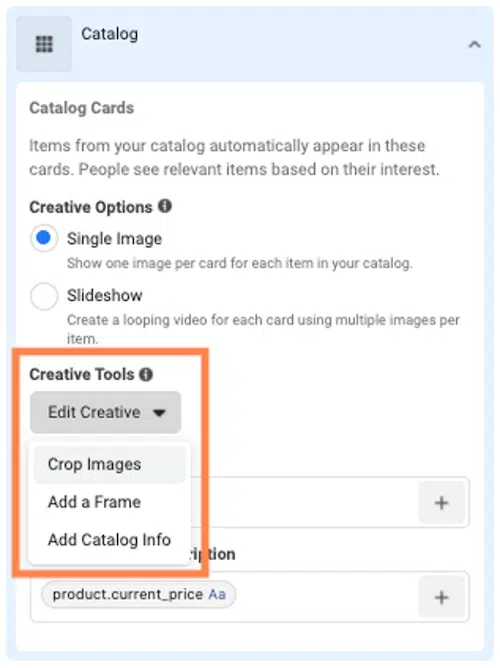 Catalog
Catalog Cards
Items from your catalog automatically appear in these
cards. People see relevant items based on their interest.
Creative Options
Single Image
Show one image per card for each item in your catalog.
Slideshow
Create a looping video for each card using multiple images per
item.
Creative Tools
Edit Creative
Crop Images
Add a Frame
Add Catalog Info
product.current_price Aa